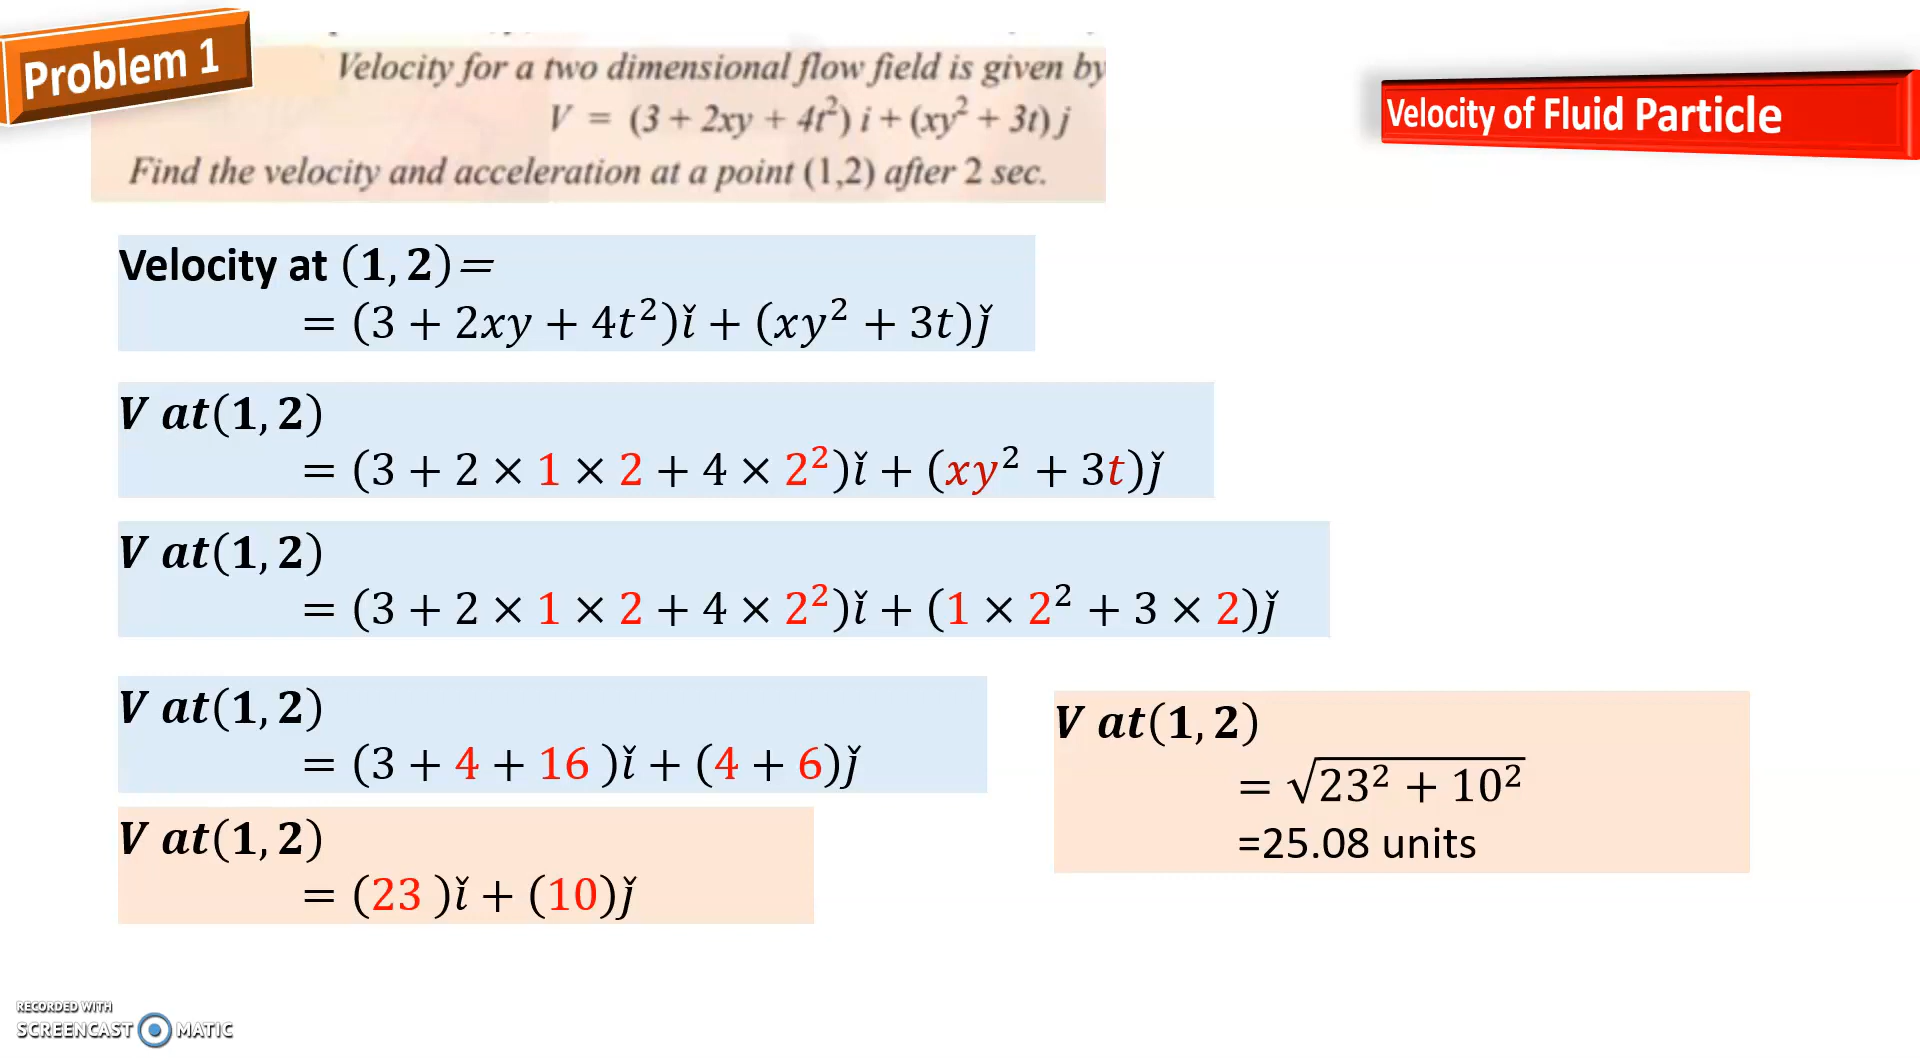 Problem 1
Velocity for a two dimensional flow field is given by
V = (3 + 2xy + 4t²) i + (xy² + 3t) j
Find the velocity and acceleration at a point (1,2) after 2 sec.
Velocity of Fluid Particle
Velocity at (1, 2) =
= (3 + 2xy + 4t²)ǐ + (xy² + 3t)ǰ
V at(1, 2)
= (3 + 2 × 1 × 2 + 4 × 2²)ǐ + (xy² + 3t)ǰ
V at(1, 2)
= (3 + 2 × 1 × 2 + 4 × 2²)ǐ + (1 × 2² + 3 × 2)ǰ
V at(1, 2)
= (3 + 4 + 16 )ǐ + (4 + 6)ǰ
V at(1, 2)
= (23 )ǐ + (10)ǰ
V at(1, 2)
= √23² + 10²
=25.08 units
RECORDED WITH
SCREENCAST MATIC